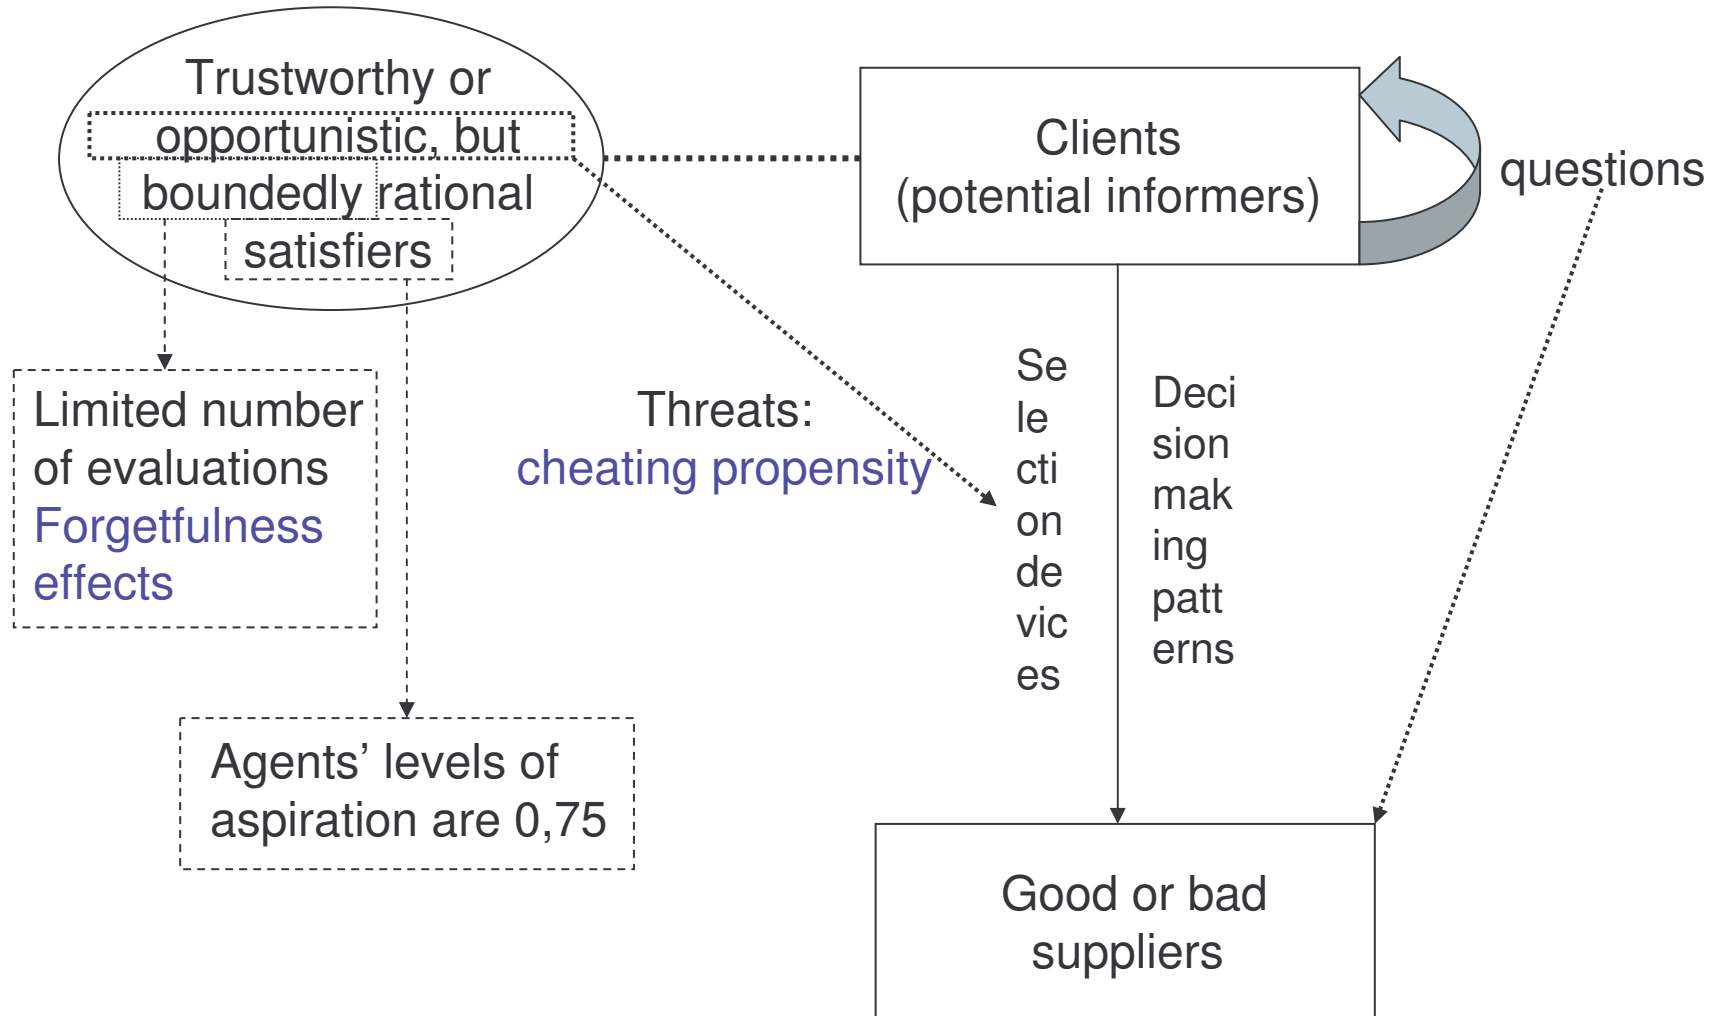 Trustworthy or
opportunistic, but
boundedly rational
satisfiers
Clients
(potential informers)
questions
Limited number
of evaluations
Forgetfulness
effects
Threats:
cheating propensity
Se
le
cti
on
de
vic
es
Deci
sion
mak
ing
patt
erns
Agents’ levels of
aspiration are 0,75
Good or bad
suppliers